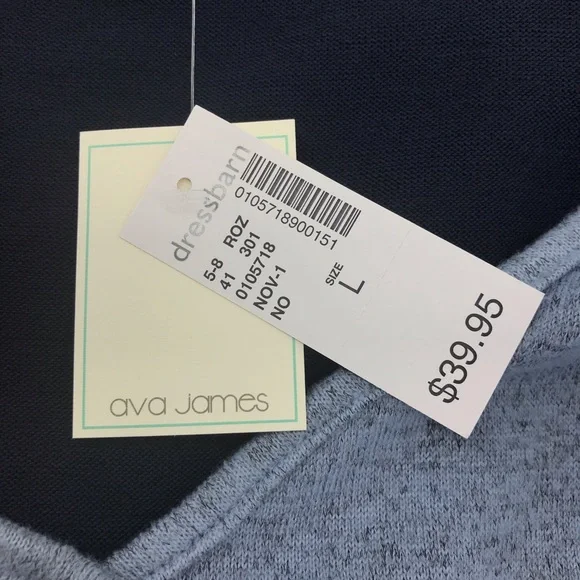 dressbarn
0105718900151
5-8 ROZ
41 301
0105718
NOV-1
NO
SIZE
L
$39.95
ava james